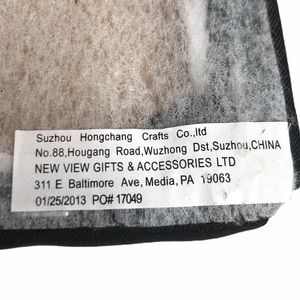 Suzhou Hongchang Crafts Co.,ltd
No.88,Hougang Road,Wuzhong Dst,Suzhou,CHINA
NEW VIEW GIFTS & ACCESSORIES LTD
311 E Baltimore Ave, Media, PA 19063
01/25/2013 PO# 17049